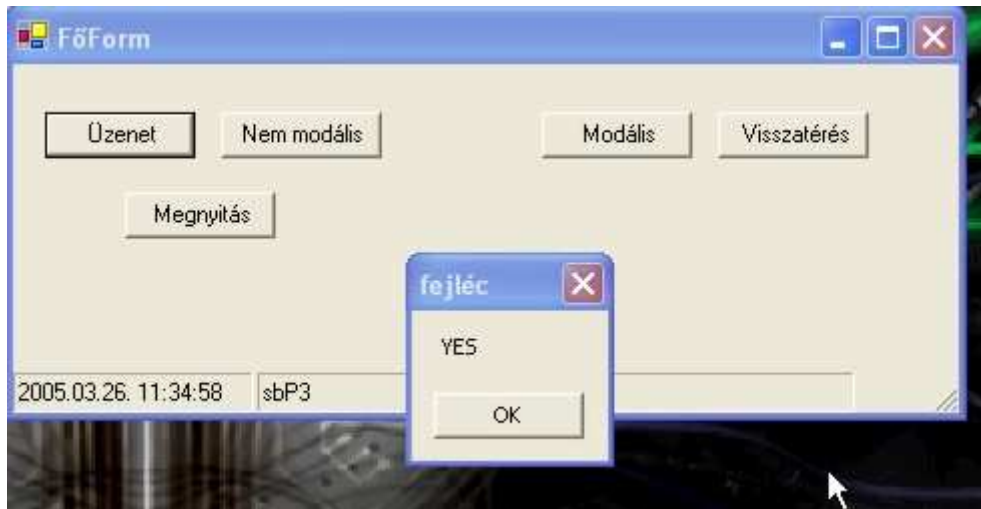 FőForm
Üzenet
Nem modális
Modális
Visszatérés
Megnyitás
fejléc
YES
OK
2005.03.26. 11:34:58
sbP3